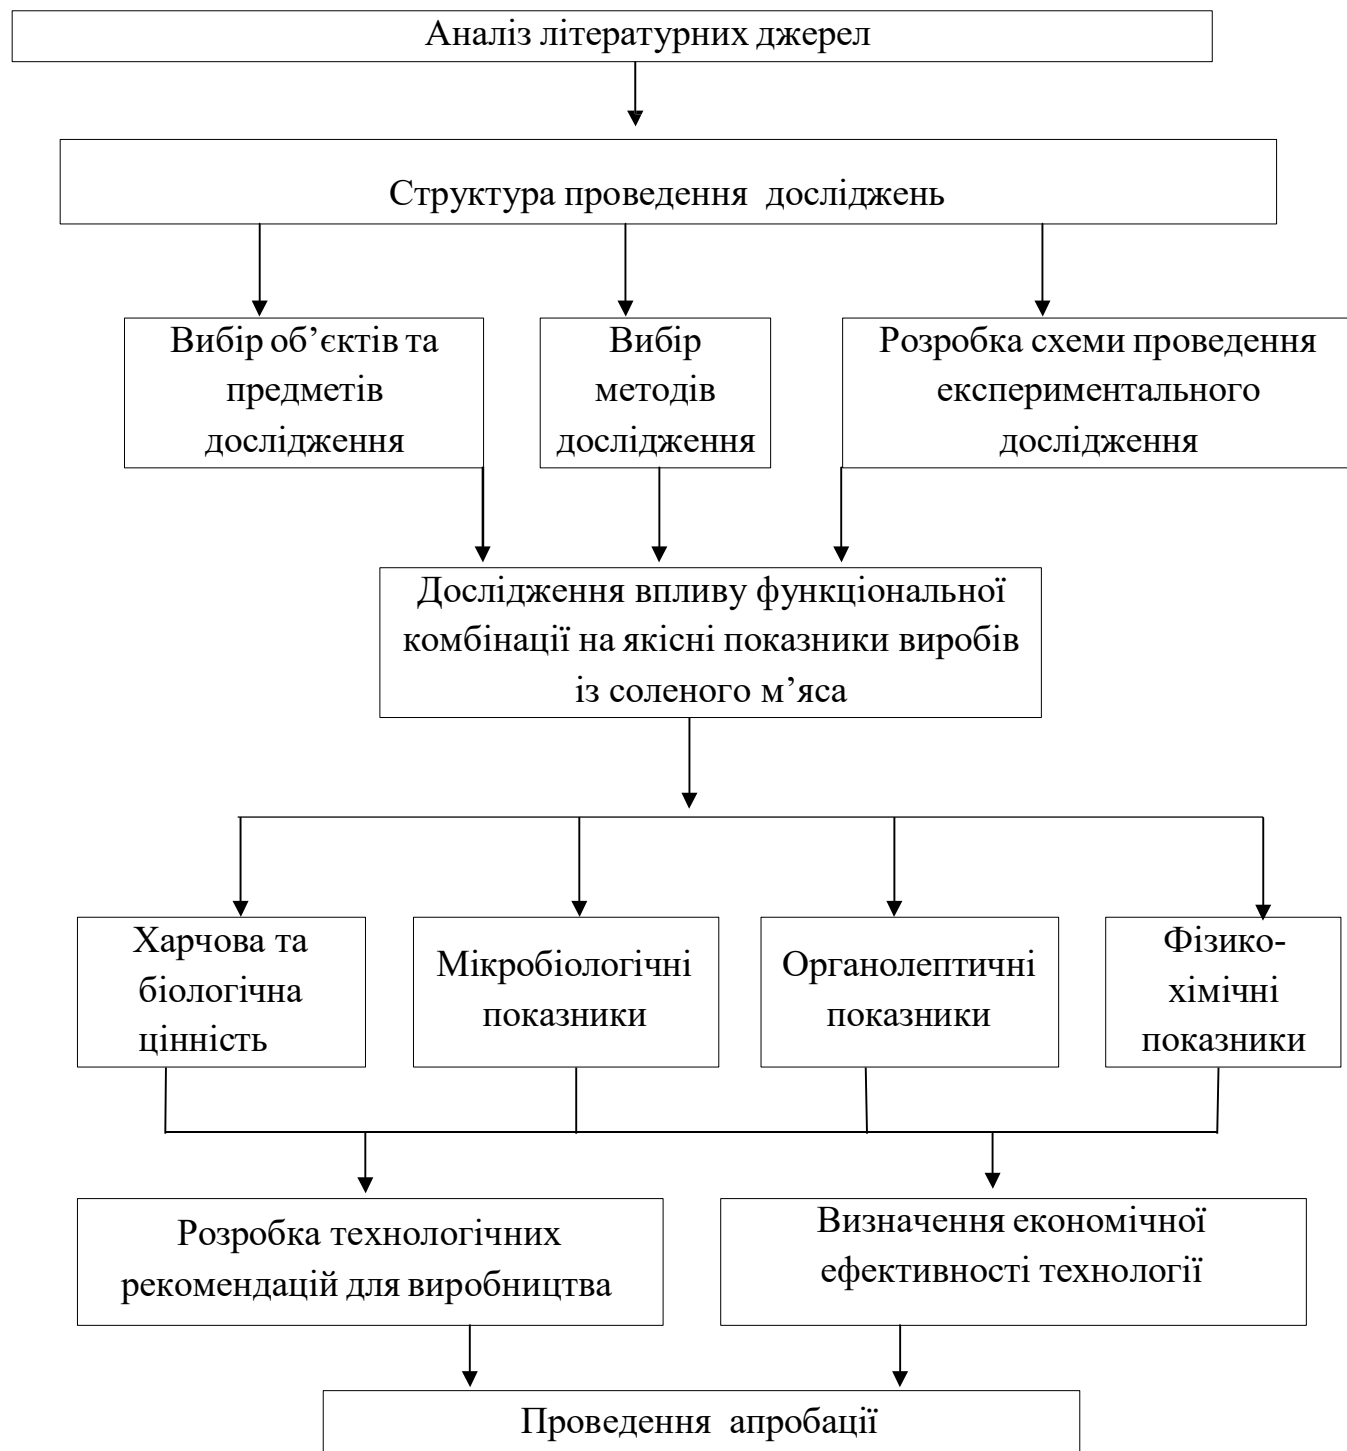 Аналіз літературних джерел
Структура проведення досліджень
Вибір об’єктів та
предметів
дослідження
Вибір
методів
дослідження
Розробка схеми проведення
експериментального
дослідження
Дослідження впливу функціональної
комбінації на якісні показники виробів
із соленого м’яса
Харчова та
біологічна
цінність
Мікробіологічні
показники
Органолептичні
показники
Фізико-
хімічні
показники
Розробка технологічних
рекомендацій для виробництва
Визначення економічної
ефективності технології
Проведення апробації